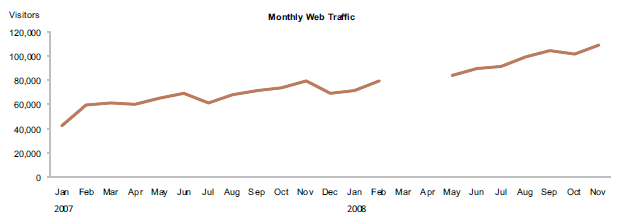 Visitors
Monthly Web Traffic
120,000
100,000
80,000
60,000
40,000
20,000
0
Jan Feb Mar Apr May Jun Jul Aug Sep Oct Nov Dec Jan Feb Mar Apr May Jun Jul Aug Sep Oct Nov
2007 2008